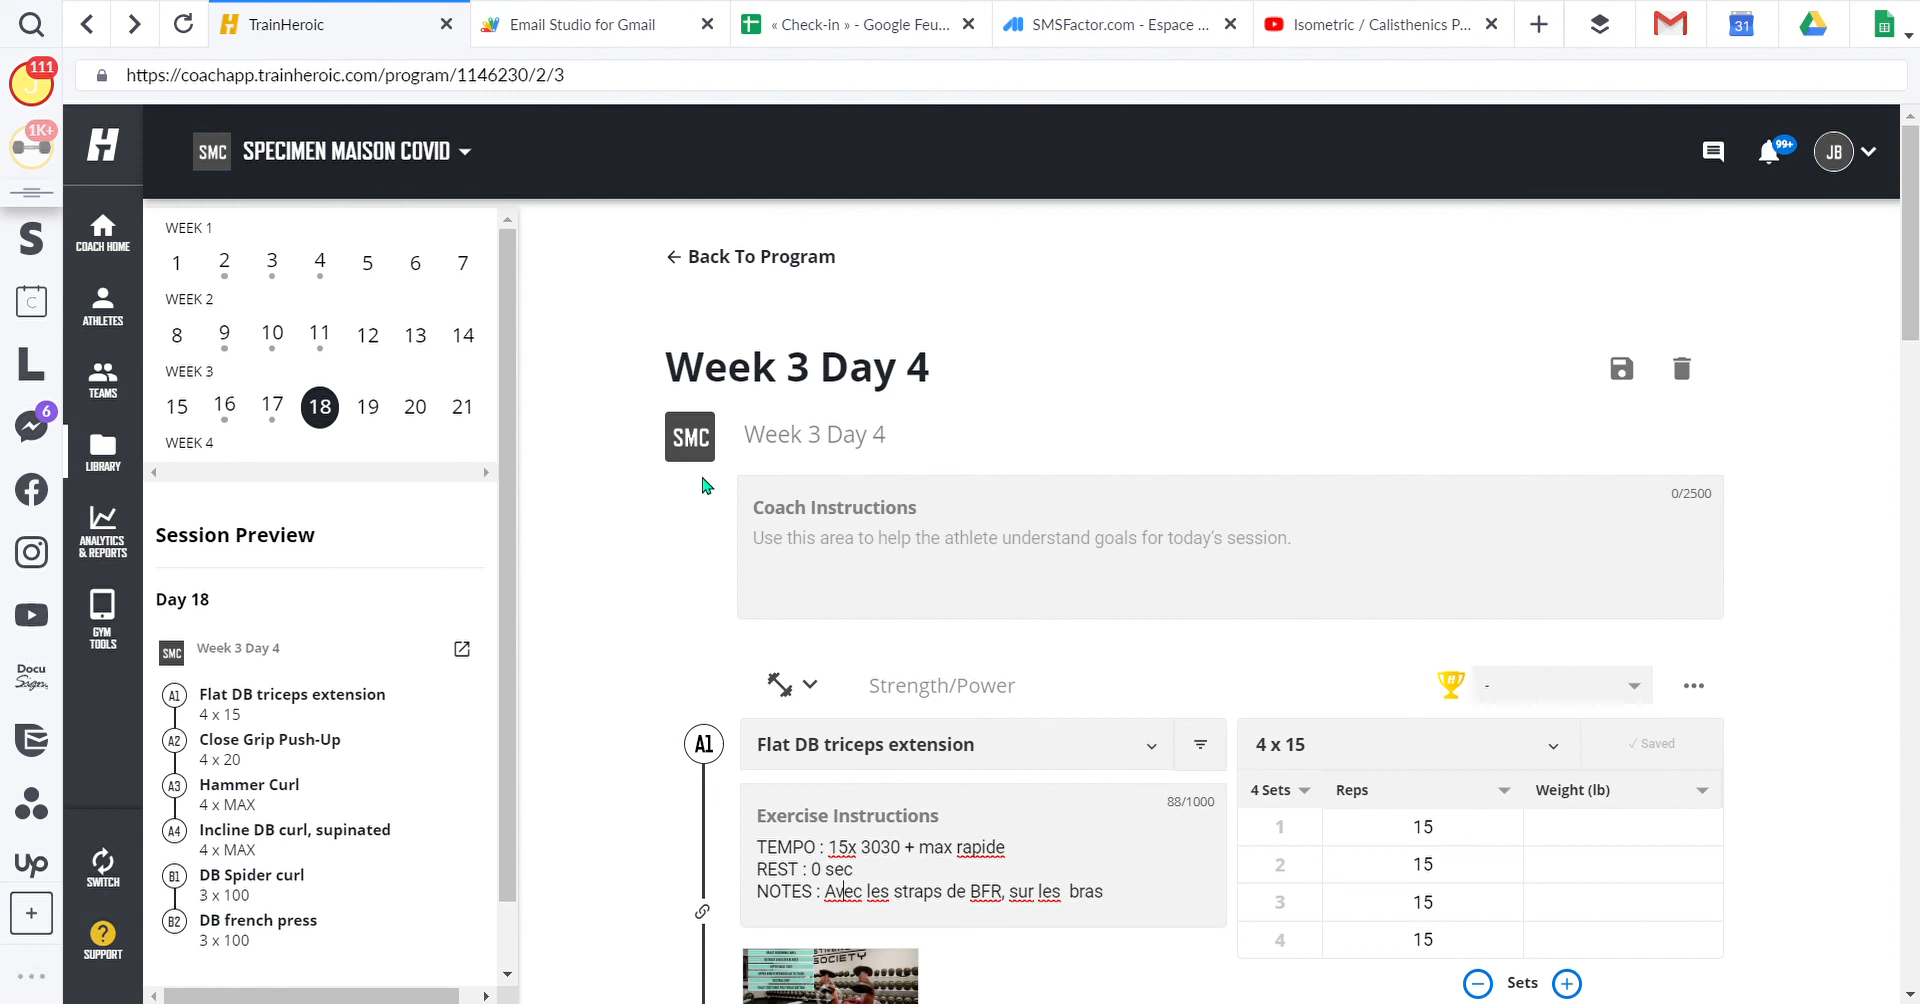 TrainHeroic
Email Studio for Gmail
« Check-in » - Google Feu...
SMSFactor.com - Espace ...
Isometric / Calisthenics P...
31
https://coachapp.trainheroic.com/program/1146230/2/3
111
J
1K+
S
C
L
6
Docu
Sign
Up
H
COACH HOME
ATHLETES
TEAMS
LIBRARY
ANALYTICS
& REPORTS
GYM
TOOLS
SWITCH
?
SUPPORT
SMC SPECIMEN MAISON COVID
99+
JB
WEEK 1
1 2 3 4 5 6 7
WEEK 2
8 9 10 11 12 13 14
WEEK 3
15 16 17 18 19 20 21
WEEK 4
Session Preview
Day 18
SMC Week 3 Day 4
A1 Flat DB triceps extension
4 x 15
A2 Close Grip Push-Up
4 x 20
A3 Hammer Curl
4 x MAX
A4 Incline DB curl, supinated
4 x MAX
B1 DB Spider curl
3 x 100
B2 DB french press
3 x 100
← Back To Program
Week 3 Day 4
SMC Week 3 Day 4
Coach Instructions
0/2500
Use this area to help the athlete understand goals for today's session.
Strength/Power
-
A1
Flat DB triceps extension
Exercise Instructions
88/1000
TEMPO : 15x 3030 + max rapide
REST : 0 sec
NOTES : Avec les straps de BFR, sur les  bras
SOCIETY
4 x 15
✓ Saved
4 Sets Reps Weight (lb)
1 15
2 15
3 15
4 15
Sets